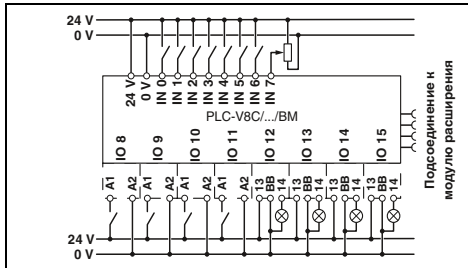 24 V
0 V
24 V
0 V
IN 0
IN 1
IN 2
IN 3
IN 4
IN 5
IN 6
IN 7
PLC-V8C/.../BM
IO 8
IO 9
IO 10
IO 11
IO 12
IO 13
IO 14
IO 15
A1
A2
A1
A2
A1
A2
A1
A2
13
BB
14
13
BB
14
13
BB
14
13
BB
14
24 V
0 V
Подсоединение к
модулю расширения